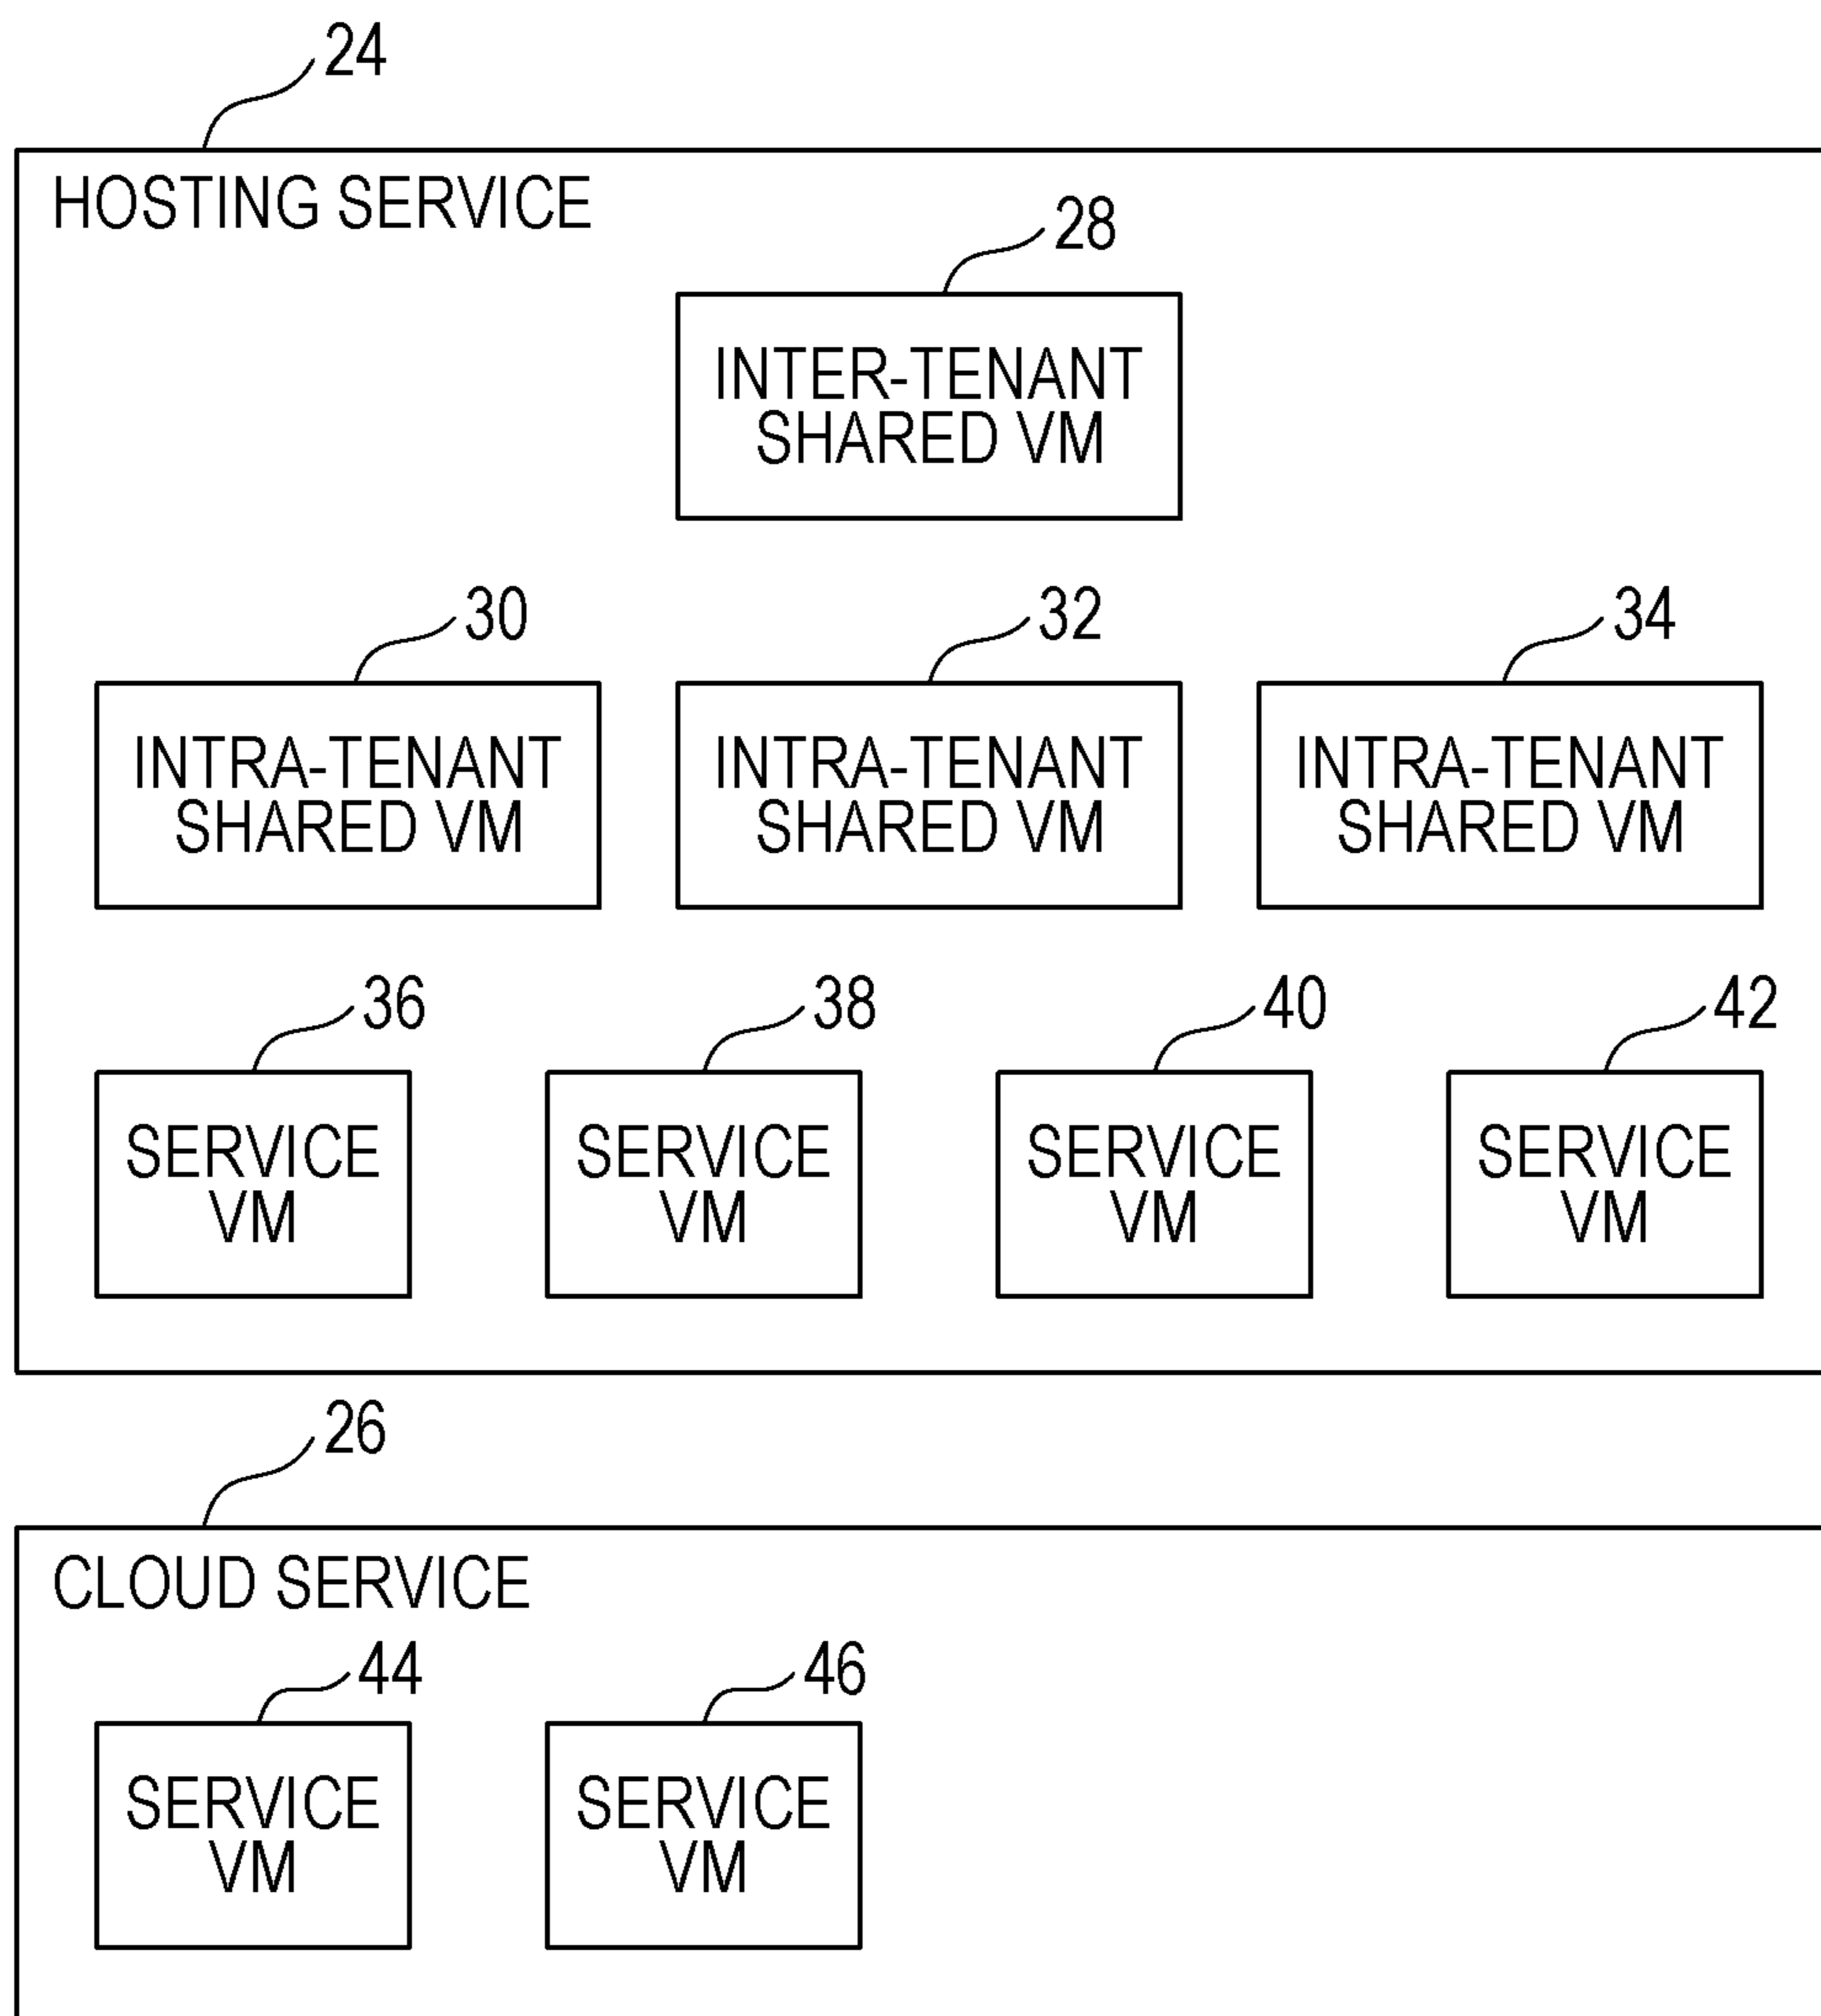 24
HOSTING SERVICE
28
INTER-TENANT
SHARED VM
30
32
34
INTRA-TENANT
SHARED VM
INTRA-TENANT
SHARED VM
INTRA-TENANT
SHARED VM
36
38
40
42
SERVICE
VM
SERVICE
VM
SERVICE
VM
SERVICE
VM
26
CLOUD SERVICE
44
46
SERVICE
VM
SERVICE
VM